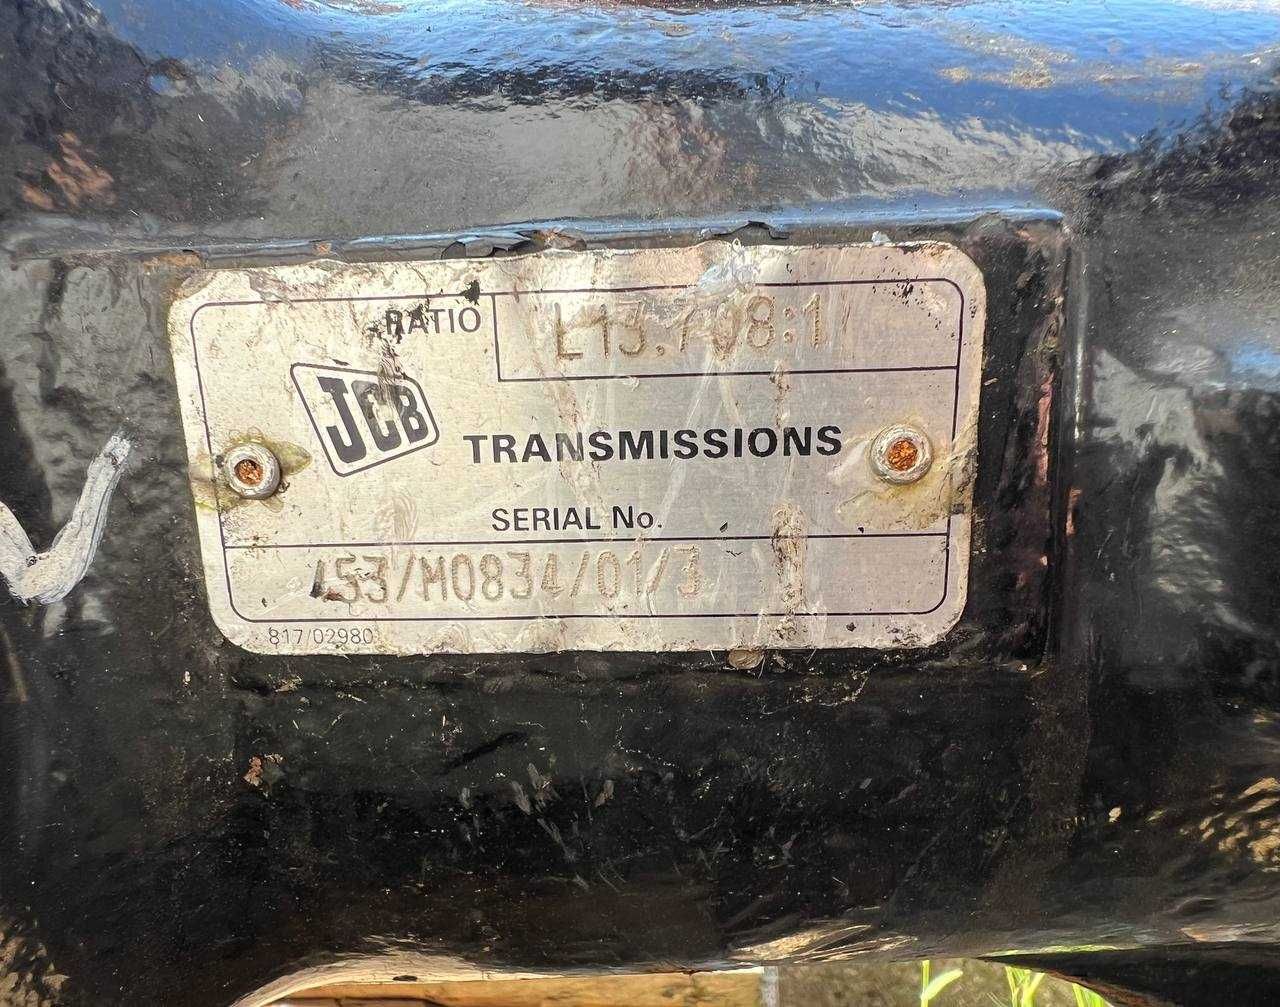 RATIO L13.708:1
JCB TRANSMISSIONS
SERIAL No.
453/M0834/01/3
817/02980